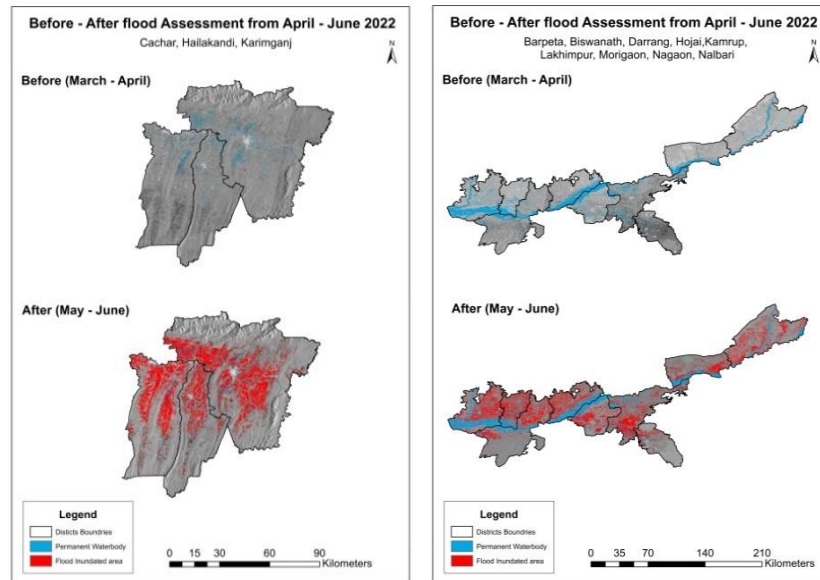 Before - After flood Assessment from April - June 2022
Cachar, Hailakandi, Karimganj
N
Before (March - April)
After (May - June)
Legend
Disticts Boundries
Permanent Waterbody
Flood Inundated area
0 15 30 60 90
Kilometers
Before - After flood Assessment from April - June 2022
Barpeta, Biswanath, Darrang, Hojai,Kamrup,
Lakhimpur, Morigaon, Nagaon, Nalbari
N
Before (March - April)
After (May - June)
Legend
Districts Boundries
Permanent Waterbody
Flood Inundated area
0 35 70 140 210
Kilometers